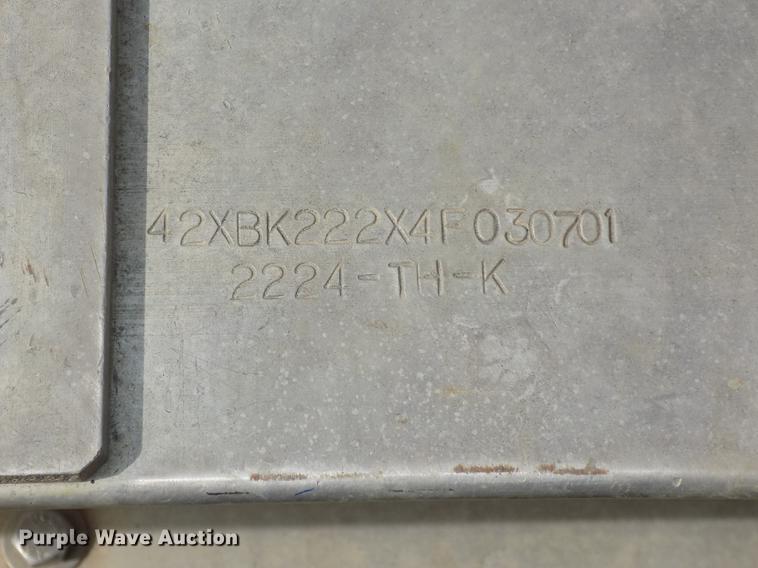 42XBK222X4F030701
2224-TH-K
Purple Wave Auction